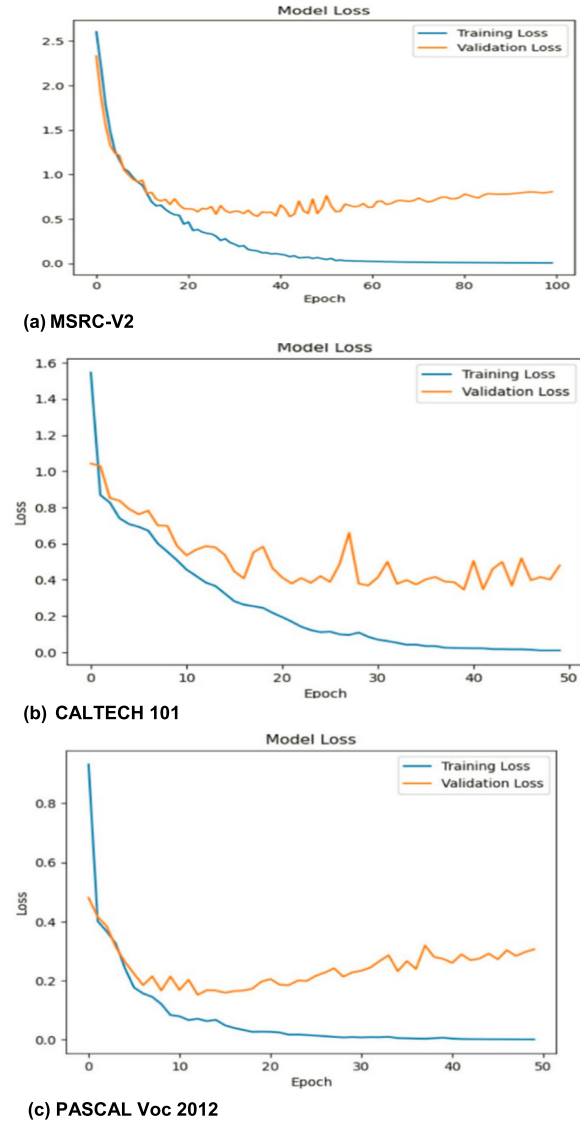 Model Loss
2.5
2.0
1.5
1.0
0.5
0.0
Training Loss
Validation Loss
0 20 40 60 80 100
Epoch
(a) MSRC-V2
Model Loss
1.6
1.4
1.2
1.0
0.8
0.6
0.4
0.2
0.0
Loss
Training Loss
Validation Loss
0 10 20 30 40 50
Epoch
(b) CALTECH 101
Model Loss
0.8
0.6
0.4
0.2
0.0
Loss
Training Loss
Validation Loss
0 10 20 30 40 50
Epoch
(c) PASCAL Voc 2012